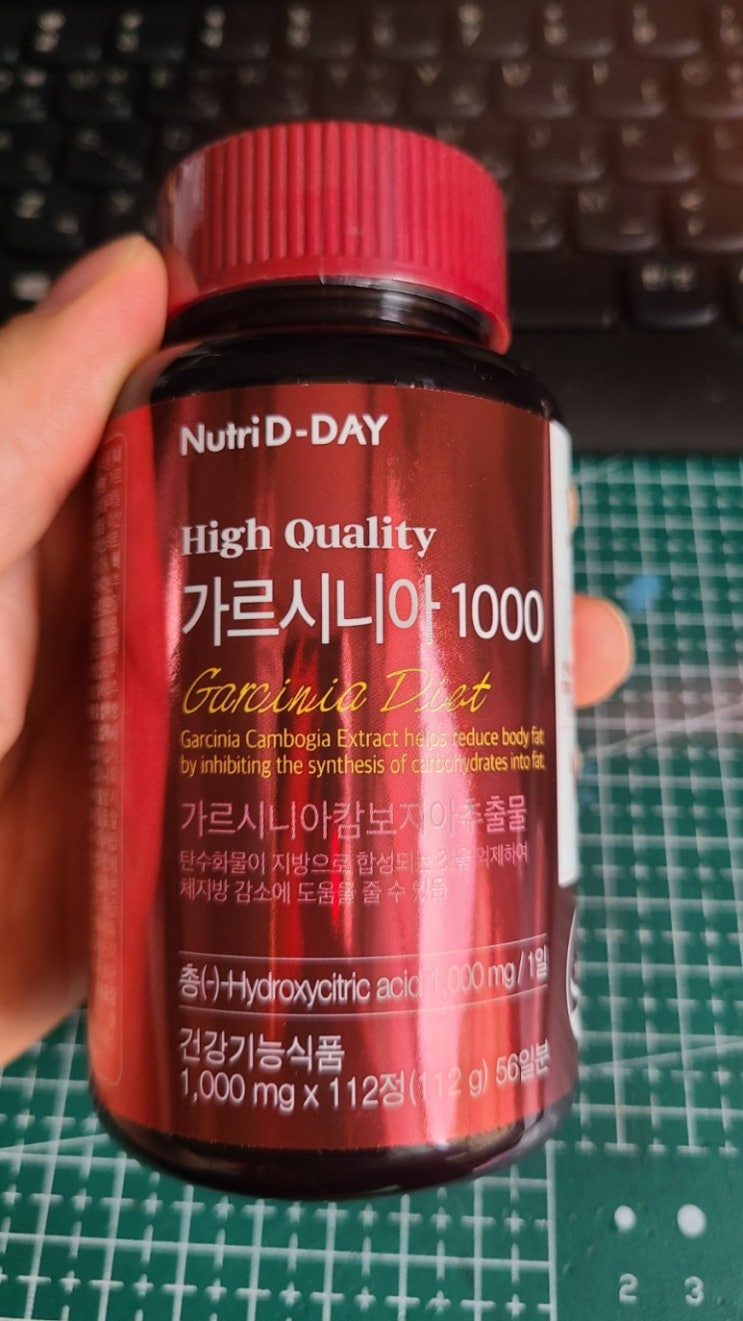 NutriD-DAY
High Quality
가르시니아 1000
Garcinia Diet
Garcinia Cambogia Extract helps reduce body fat
by inhibiting the synthesis of carbohydrates into fat.
가르시니아캄보지아추출물
탄수화물이 지방으로 합성되는 것을 억제하여
체지방 감소에 도움을 줄 수 있음
총(-)-Hydroxycitric acid 1,000 mg / 1일
건강기능식품
1,000 mg x 112정(112 g) 56일분
2 3